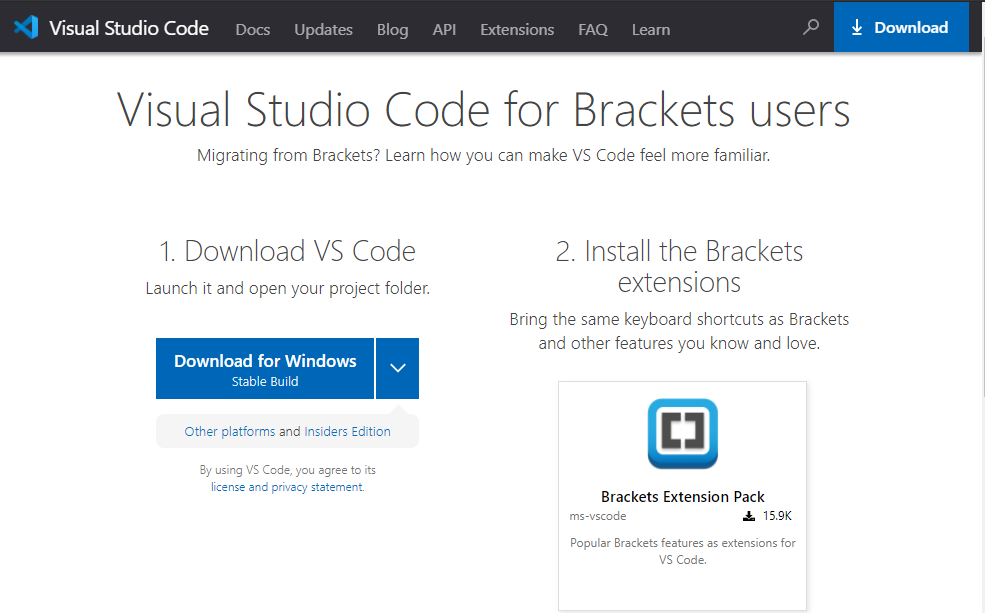 Visual Studio Code Docs Updates Blog API Extensions FAQ Learn Download
Visual Studio Code for Brackets users
Migrating from Brackets? Learn how you can make VS Code feel more familiar.
1. Download VS Code
Launch it and open your project folder.
Download for Windows
Stable Build
Other platforms and Insiders Edition
By using VS Code, you agree to its
license and privacy statement.
2. Install the Brackets
extensions
Bring the same keyboard shortcuts as Brackets
and other features you know and love.
Brackets Extension Pack
ms-vscode 15.9K
Popular Brackets features as extensions for
VS Code.